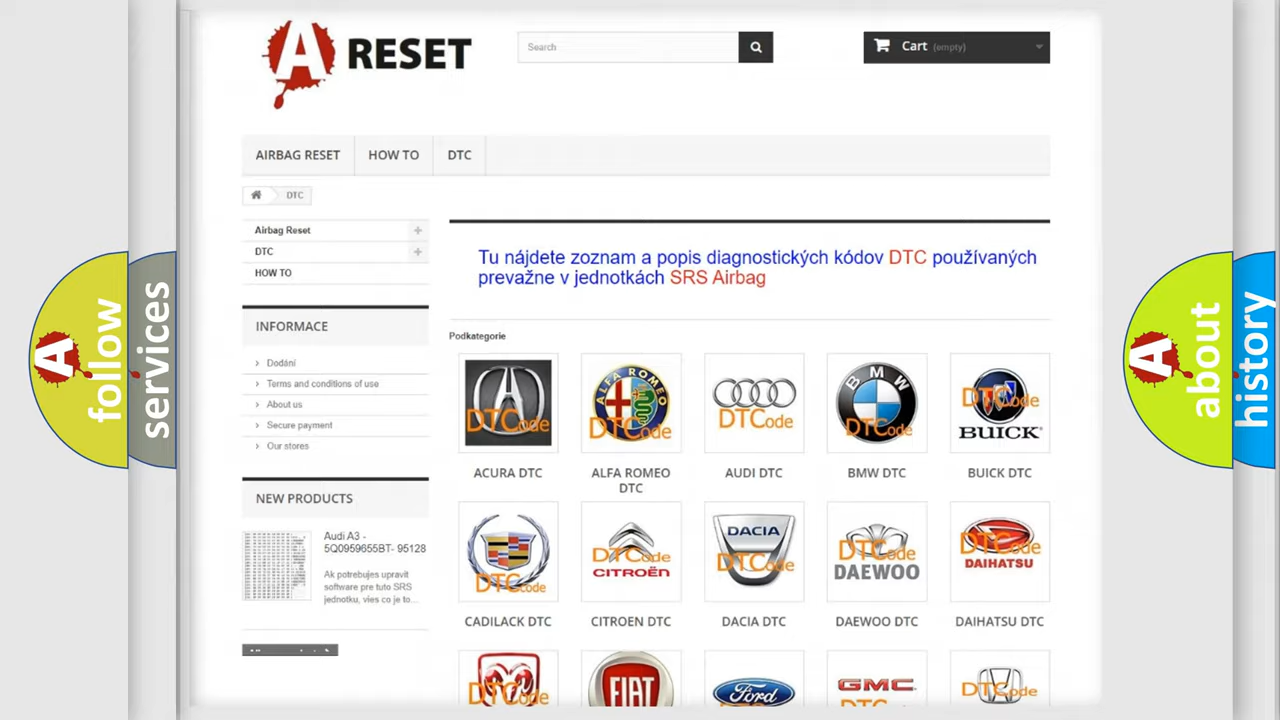 A RESET
Search
Cart (empty)
AIRBAG RESET
HOW TO
DTC
DTC
Airbag Reset
DTC
HOW TO
INFORMACE
Dodání
Terms and conditions of use
About us
Secure payment
Our stores
NEW PRODUCTS
Audi A3 -
5Q0959655BT- 95128
Ak potrebujes upravit
software pre tuto SRS
jednotku, vies co je to...
Tu nájdete zoznam a popis diagnostických kódov DTC používaných
prevažne v jednotkách SRS Airbag
Podkategorie
DTCode
ACURA DTC
ALFA ROMEO
DTCode
ALFA ROMEO
DTC
DTCode
AUDI DTC
BMW
DTCode
BMW DTC
DTCode
BUICK
BUICK DTC
DTCode
CADILACK DTC
DTCode
CITROËN
CITROEN DTC
DACIA
DTCode
DACIA DTC
DTCode
DAEWOO
DAEWOO DTC
DTCode
DAIHATSU
DAIHATSU DTC
DTCode
FIAT
Ford
GMC
DTCode
A follow
services
A about
history